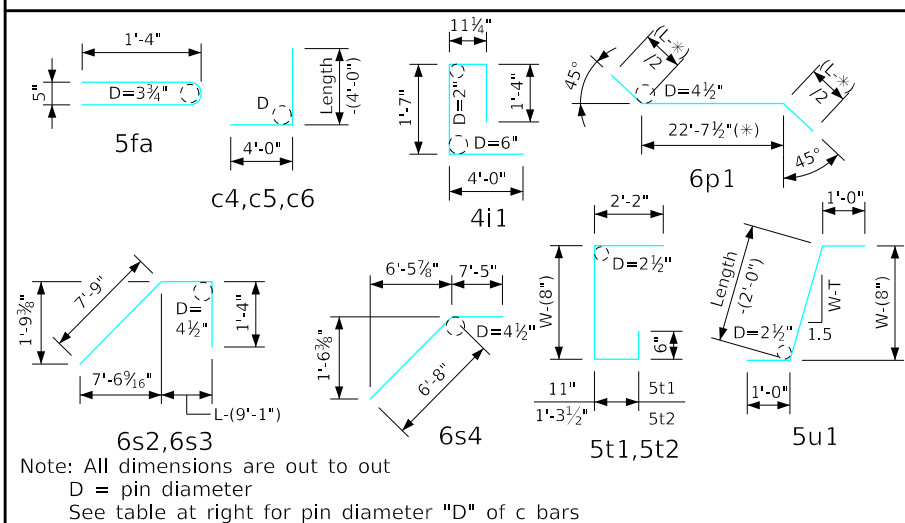 1'-4"
5"
D=3¾"
5fa
D
Length
-(4'-0")
4'-0"
c4,c5,c6
11¼"
1'-7"
D=2"
1'-4"
D=6"
4'-0"
4i1
45°
(L-✳)
/2
D=4½"
(L-✳)
/2
22'-7½"(✳)
45°
6p1
7'-9"
1'-9⅜"
D=
4½"
1'-4"
7'-6⁹⁄₁₆"
L-(9'-1")
6s2,6s3
6'-5⅞"
7'-5"
D=4½"
1'-6⅜"
6'-8"
6s4
2'-2"
D=2½"
W-(8")
6"
11"
5t1
1'-3½"
5t2
5t1,5t2
1'-0"
Length
-(2'-0")
W-T
1.5
W-(8")
D=2½"
1'-0"
5u1
Note: All dimensions are out to out
D = pin diameter
See table at right for pin diameter "D" of c bars